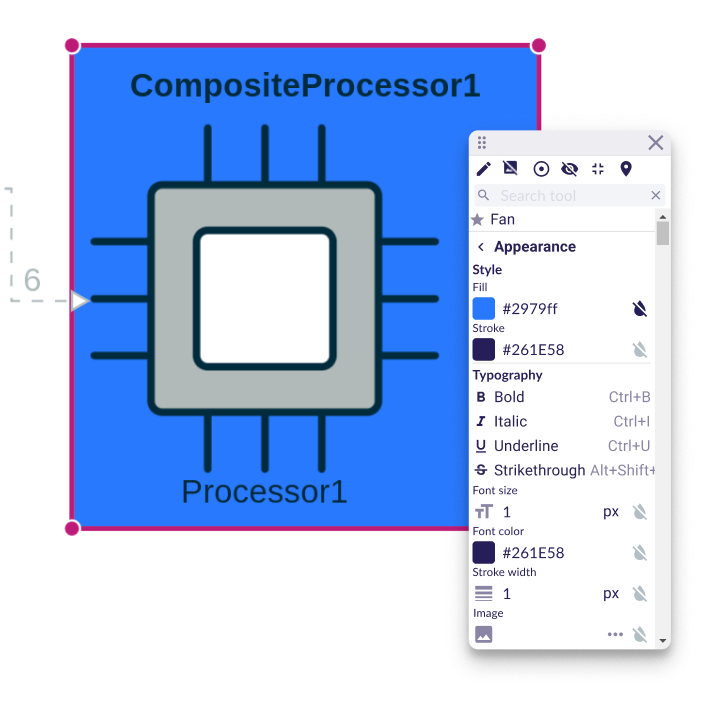 CompositeProcessor1
6
Processor1
Search tool
Fan
Appearance
Style
Fill
#2979ff
Stroke
#261E58
Typography
B Bold Ctrl+B
I Italic Ctrl+I
U Underline Ctrl+U
S Strikethrough Alt+Shift+
Font size
TT 1 px
Font color
#261E58
Stroke width
1 px
Image